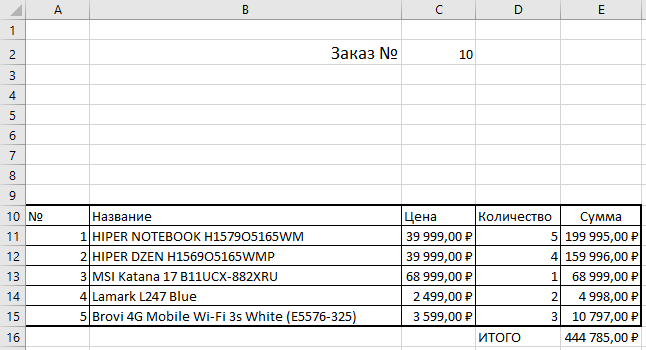 A B C D E
1
2 Заказ № 10
3
4
5
6
7
8
9
10 № Название Цена Количество Сумма
11 1 HIPER NOTEBOOK H1579O5165WM 39 999,00 ₽ 5 199 995,00 ₽
12 2 HIPER DZEN H1569O5165WMP 39 999,00 ₽ 4 159 996,00 ₽
13 3 MSI Katana 17 B11UCX-882XRU 68 999,00 ₽ 1 68 999,00 ₽
14 4 Lamark L247 Blue 2 499,00 ₽ 2 4 998,00 ₽
15 5 Brovi 4G Mobile Wi-Fi 3s White (E5576-325) 3 599,00 ₽ 3 10 797,00 ₽
16 ИТОГО 444 785,00 ₽